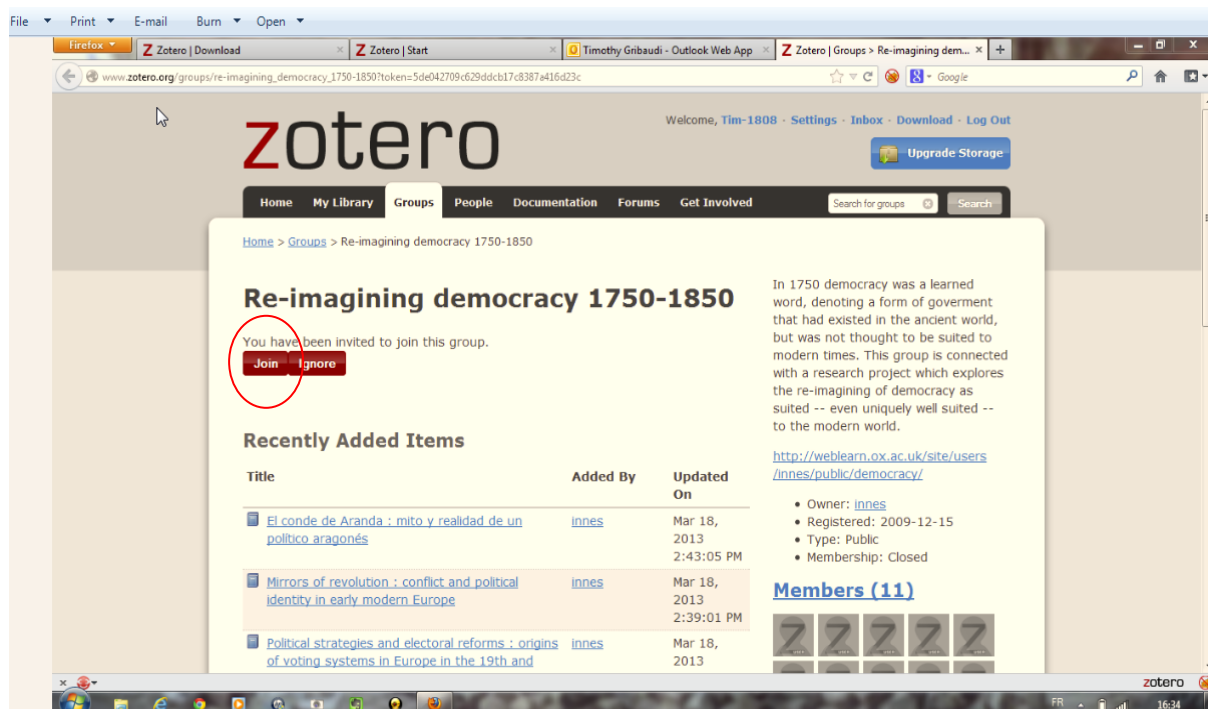 File Print E-mail Burn Open
Firefox
Zotero | Download
Zotero | Start
Timothy Gribaudi - Outlook Web App
Zotero | Groups > Re-imagining dem...
www.zotero.org/groups/re-imagining_democracy_1750-1850?token=5de042709c629ddcb17c8387a416d23c
Google
zotero
Welcome, Tim-1808 · Settings · Inbox · Download · Log Out
Upgrade Storage
Home My Library Groups People Documentation Forums Get Involved
Search for groups
Search
Home > Groups > Re-imagining democracy 1750-1850
Re-imagining democracy 1750-1850
You have been invited to join this group.
Join Ignore
Recently Added Items
Title Added By Updated
On
El conde de Aranda : mito y realidad de un innes Mar 18,
político aragonés 2013
2:43:05 PM
Mirrors of revolution : conflict and political innes Mar 18,
identity in early modern Europe 2013
2:39:01 PM
Political strategies and electoral reforms : origins innes Mar 18,
of voting systems in Europe in the 19th and 2013
In 1750 democracy was a learned
word, denoting a form of goverment
that had existed in the ancient world,
but was not thought to be suited to
modern times. This group is connected
with a research project which explores
the re-imagining of democracy as
suited -- even uniquely well suited --
to the modern world.
http://weblearn.ox.ac.uk/site/users
/innes/public/democracy/
Owner: innes
Registered: 2009-12-15
Type: Public
Membership: Closed
Members (11)
zotero
FR 16:34